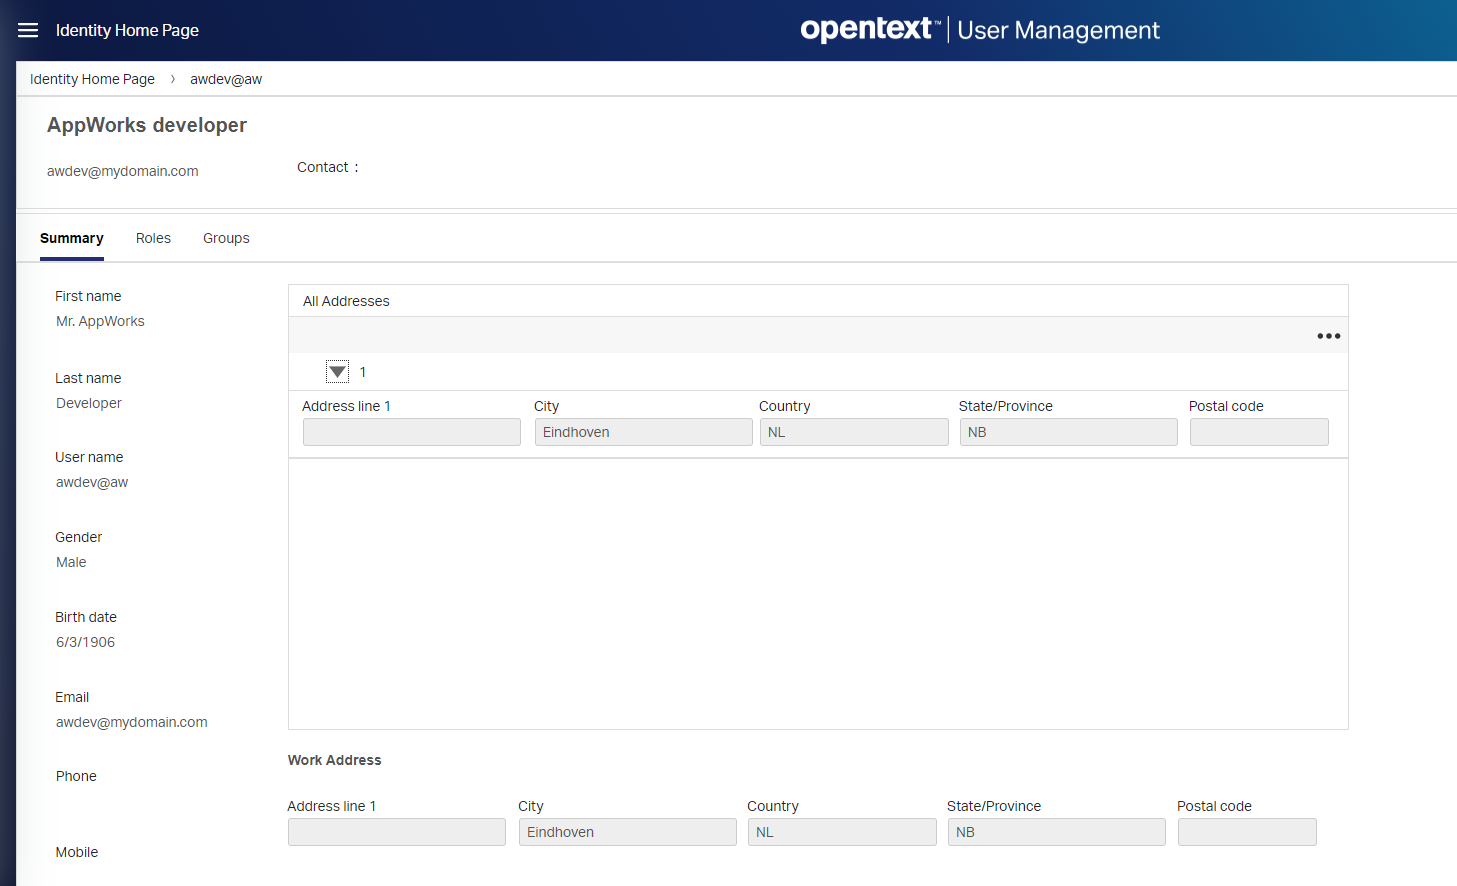 Identity Home Page
opentext™ | User Management
Identity Home Page › awdev@aw
AppWorks developer
awdev@mydomain.com
Contact :
Summary Roles Groups
First name
Mr. AppWorks
Last name
Developer
User name
awdev@aw
Gender
Male
Birth date
6/3/1906
Email
awdev@mydomain.com
Phone
Mobile
All Addresses
1
Address line 1 City Country State/Province Postal code
Eindhoven NL NB
Work Address
Address line 1 City Country State/Province Postal code
Eindhoven NL NB